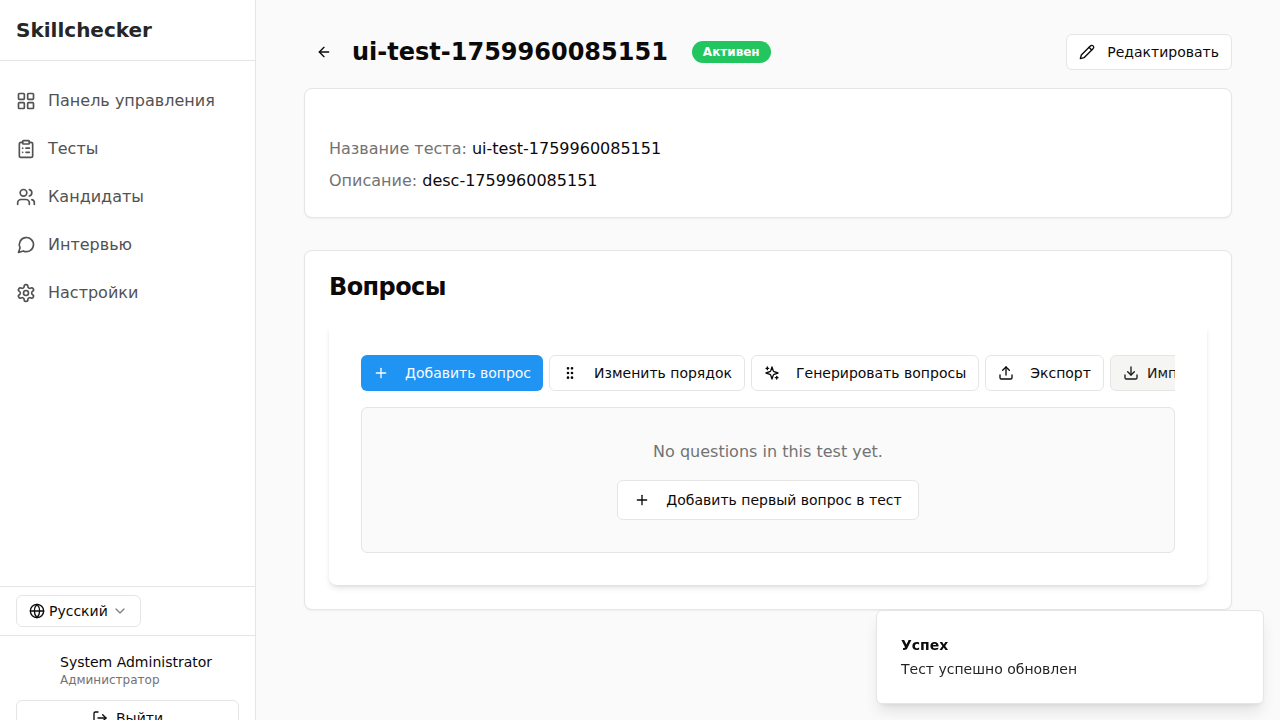 Skillchecker
Панель управления
Тесты
Кандидаты
Интервью
Настройки
Русский
System Administrator
Администратор
Выйти
ui-test-1759960085151
Активен
Редактировать
Название теста: ui-test-1759960085151
Описание: desc-1759960085151
Вопросы
Добавить вопрос
Изменить порядок
Генерировать вопросы
Экспорт
Имп
No questions in this test yet.
Добавить первый вопрос в тест
Успех
Тест успешно обновлен